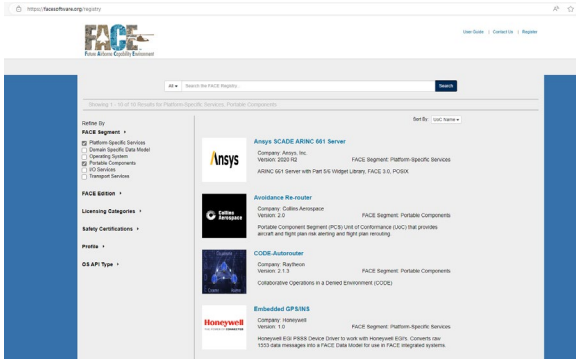 https://facesoftware.org/registry
FACE
Future Airborne Capability Environment
User Guide | Contact Us | Register
All
Search the FACE Registry...
Search
Showing 1 - 10 of 10 Results for Platform-Specific Services, Portable Components
Sort By: UoC Name
Refine By
FACE Segment
Platform-Specific Services
Domain Specific Data Model
Operating System
Portable Components
I/O Services
Transport Services
FACE Edition
Licensing Categories
Safety Certifications
Profile
OS API Type
Ansys
Ansys SCADE ARINC 661 Server
Company: Ansys, Inc.
Version: 2020 R2 FACE Segment: Platform-Specific Services
ARINC 661 Server with Part 5/6 Widget Library, FACE 3.0, POSIX
Collins
Aerospace
Avoidance Re-router
Company: Collins Aerospace
Version: 2.0 FACE Segment: Portable Components
Portable Component Segment (PCS) Unit of Conformance (UoC) that provides
aircraft and flight plan risk alerting and flight plan rerouting.
CODE-Autorouter
Company: Raytheon
Version: 2.1.3 FACE Segment: Portable Components
Collaborative Operations in a Denied Environment (CODE)
Honeywell
Embedded GPS/INS
Company: Honeywell
Version: 1.0 FACE Segment: Platform-Specific Services
Honeywell EGI PSSS Device Driver to work with Honeywell EGI's. Converts raw
1553 data messages into a FACE Data Model for use in FACE integrated systems.